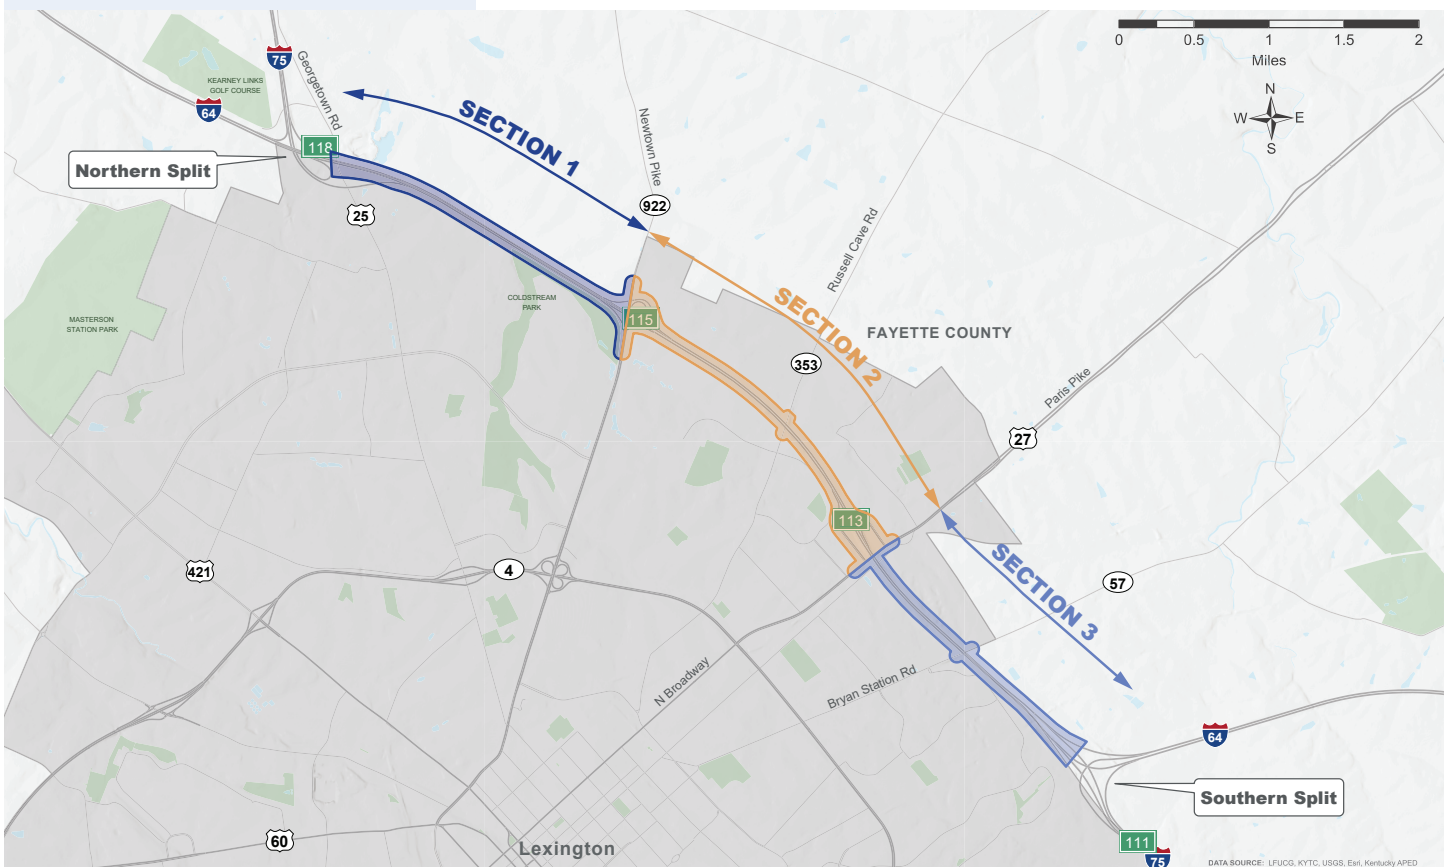 0 0.5 1 1.5 2
Miles
N
W E
S
75
KEARNEY LINKS
GOLF COURSE
64
Georgetown Rd
118
Northern Split
SECTION 1
Newtown Pike
922
25
Russell Cave Rd
COLDSTREAM
PARK
MASTERSON
STATION PARK
115
SECTION 2
FAYETTE COUNTY
353
Paris Pike
27
113
421
4
SECTION 3
57
N Broadway
Bryan Station Rd
64
Southern Split
60
Lexington
111
75
DATA SOURCE: LFUCG, KYTC, USGS, Esri, Kentucky APED